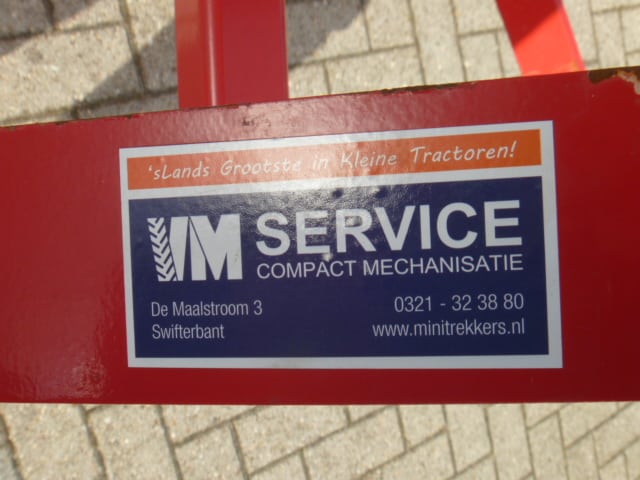 'sLands Grootste in Kleine Tractoren!
VM SERVICE
COMPACT MECHANISATIE
De Maalstroom 3
Swifterbant
0321 - 32 38 80
www.minitrekkers.nl